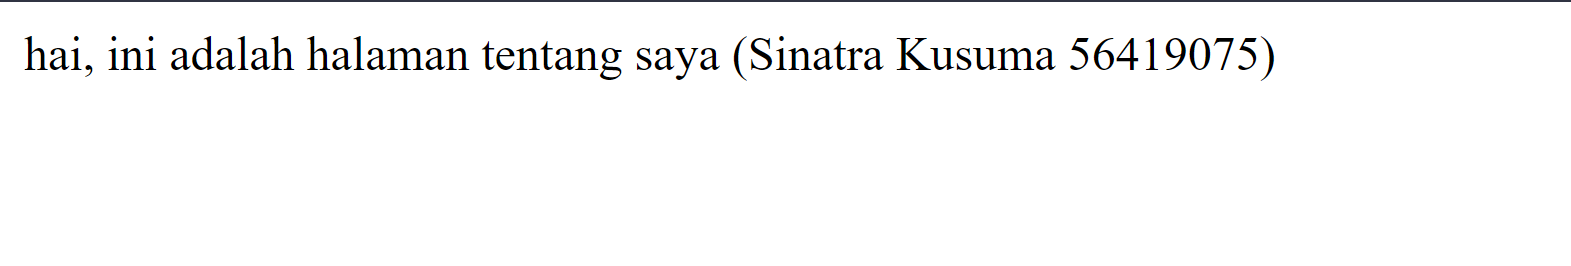 hai, ini adalah halaman tentang saya (Sinatra Kusuma 56419075)